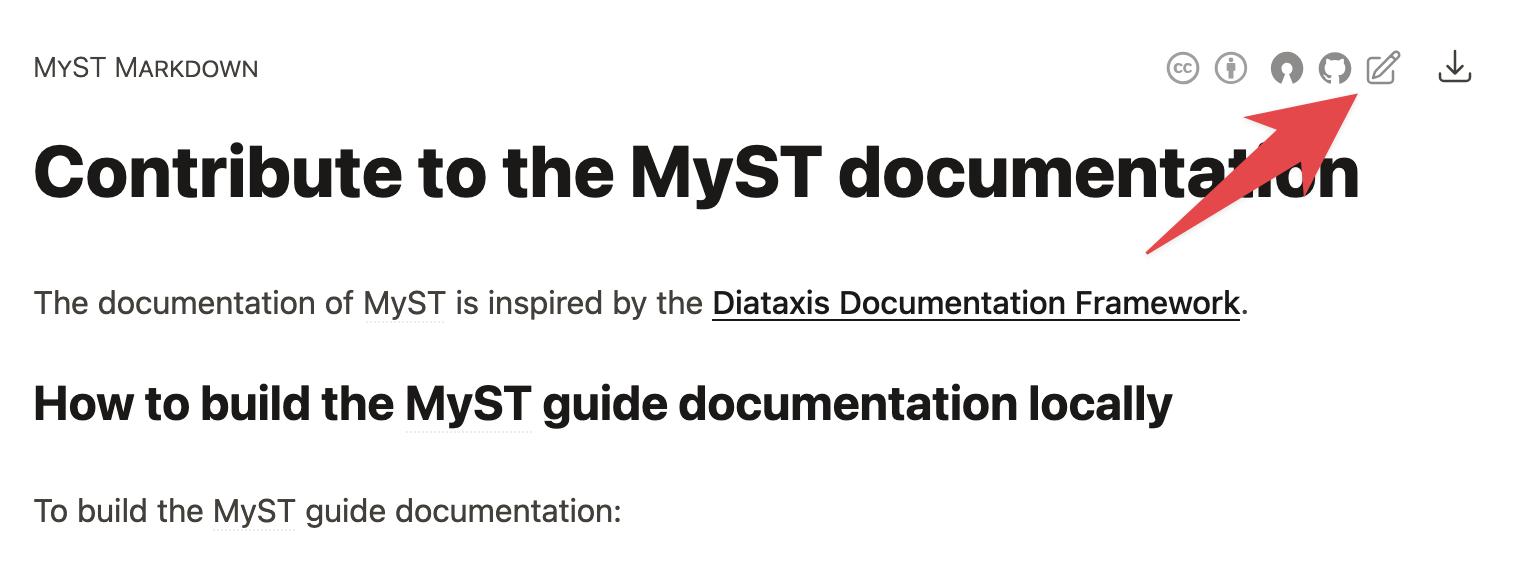 MyST Markdown
cc
Contribute to the MyST documentation
The documentation of MyST is inspired by the Diataxis Documentation Framework.
How to build the MyST guide documentation locally
To build the MyST guide documentation: